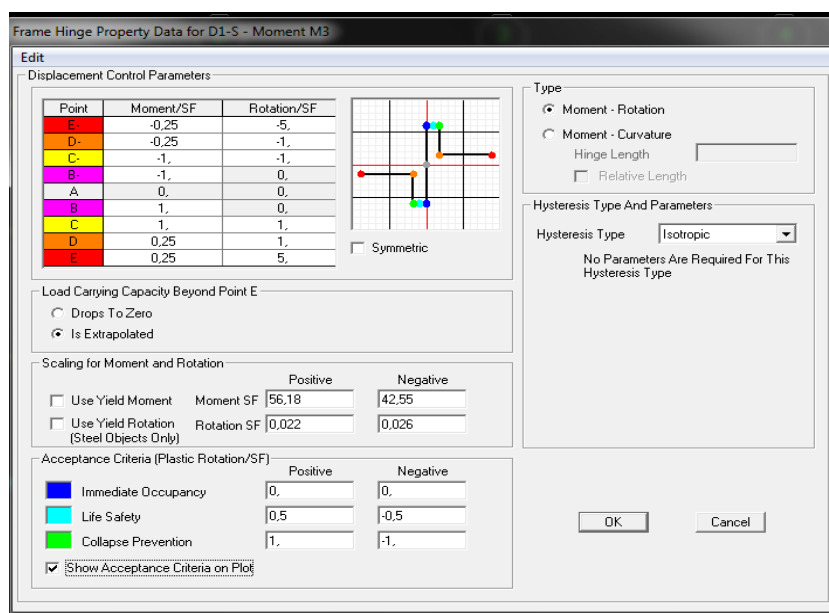 Frame Hinge Property Data for D1-S - Moment M3
Edit
Displacement Control Parameters
Point Moment/SF Rotation/SF
E- -0,25 -5,
D- -0,25 -1,
C- -1, -1,
B- -1, 0,
A 0, 0,
B 1, 0,
C 1, 1,
D 0,25 1,
E 0,25 5,
Symmetric
Load Carrying Capacity Beyond Point E
Drops To Zero
Is Extrapolated
Scaling for Moment and Rotation
Positive Negative
Use Yield Moment Moment SF 56,18 42,55
Use Yield Rotation Rotation SF 0,022 0,026
(Steel Objects Only)
Acceptance Criteria (Plastic Rotation/SF)
Positive Negative
Immediate Occupancy 0, 0,
Life Safety 0,5 -0,5
Collapse Prevention 1, -1,
Show Acceptance Criteria on Plot
Type
Moment - Rotation
Moment - Curvature
Hinge Length
Relative Length
Hysteresis Type And Parameters
Hysteresis Type Isotropic
No Parameters Are Required For This
Hysteresis Type
OK Cancel